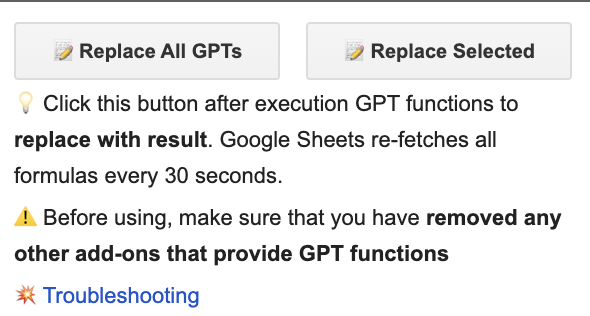 📝 Replace All GPTs
📝 Replace Selected
💡 Click this button after execution GPT functions to
replace with result. Google Sheets re-fetches all
formulas every 30 seconds.
⚠️ Before using, make sure that you have removed any
other add-ons that provide GPT functions
💥 Troubleshooting